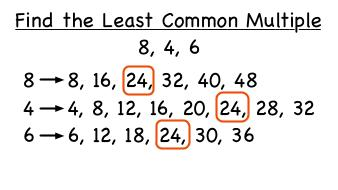 Find the Least Common Multiple
8, 4, 6
8→8, 16, 24, 32, 40, 48
4→4, 8, 12, 16, 20, 24, 28, 32
6→6, 12, 18, 24, 30, 36